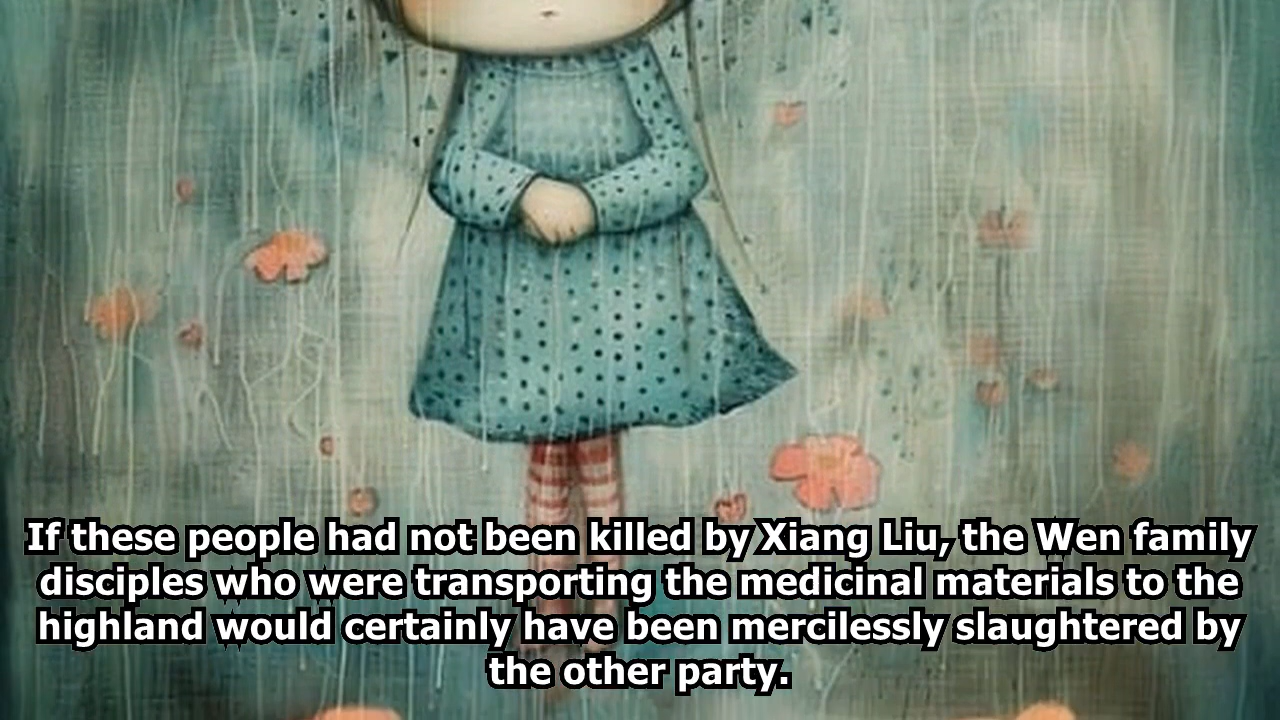 If these people had not been killed by Xiang Liu, the Wen family
disciples who were transporting the medicinal materials to the
highland would certainly have been mercilessly slaughtered by
the other party.